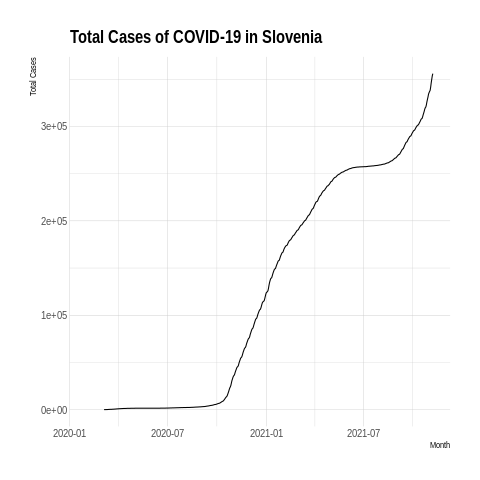 Total Cases of COVID-19 in Slovenia
Total Cases
3e+05
2e+05
1e+05
0e+00
2020-01 2020-07 2021-01 2021-07
Month